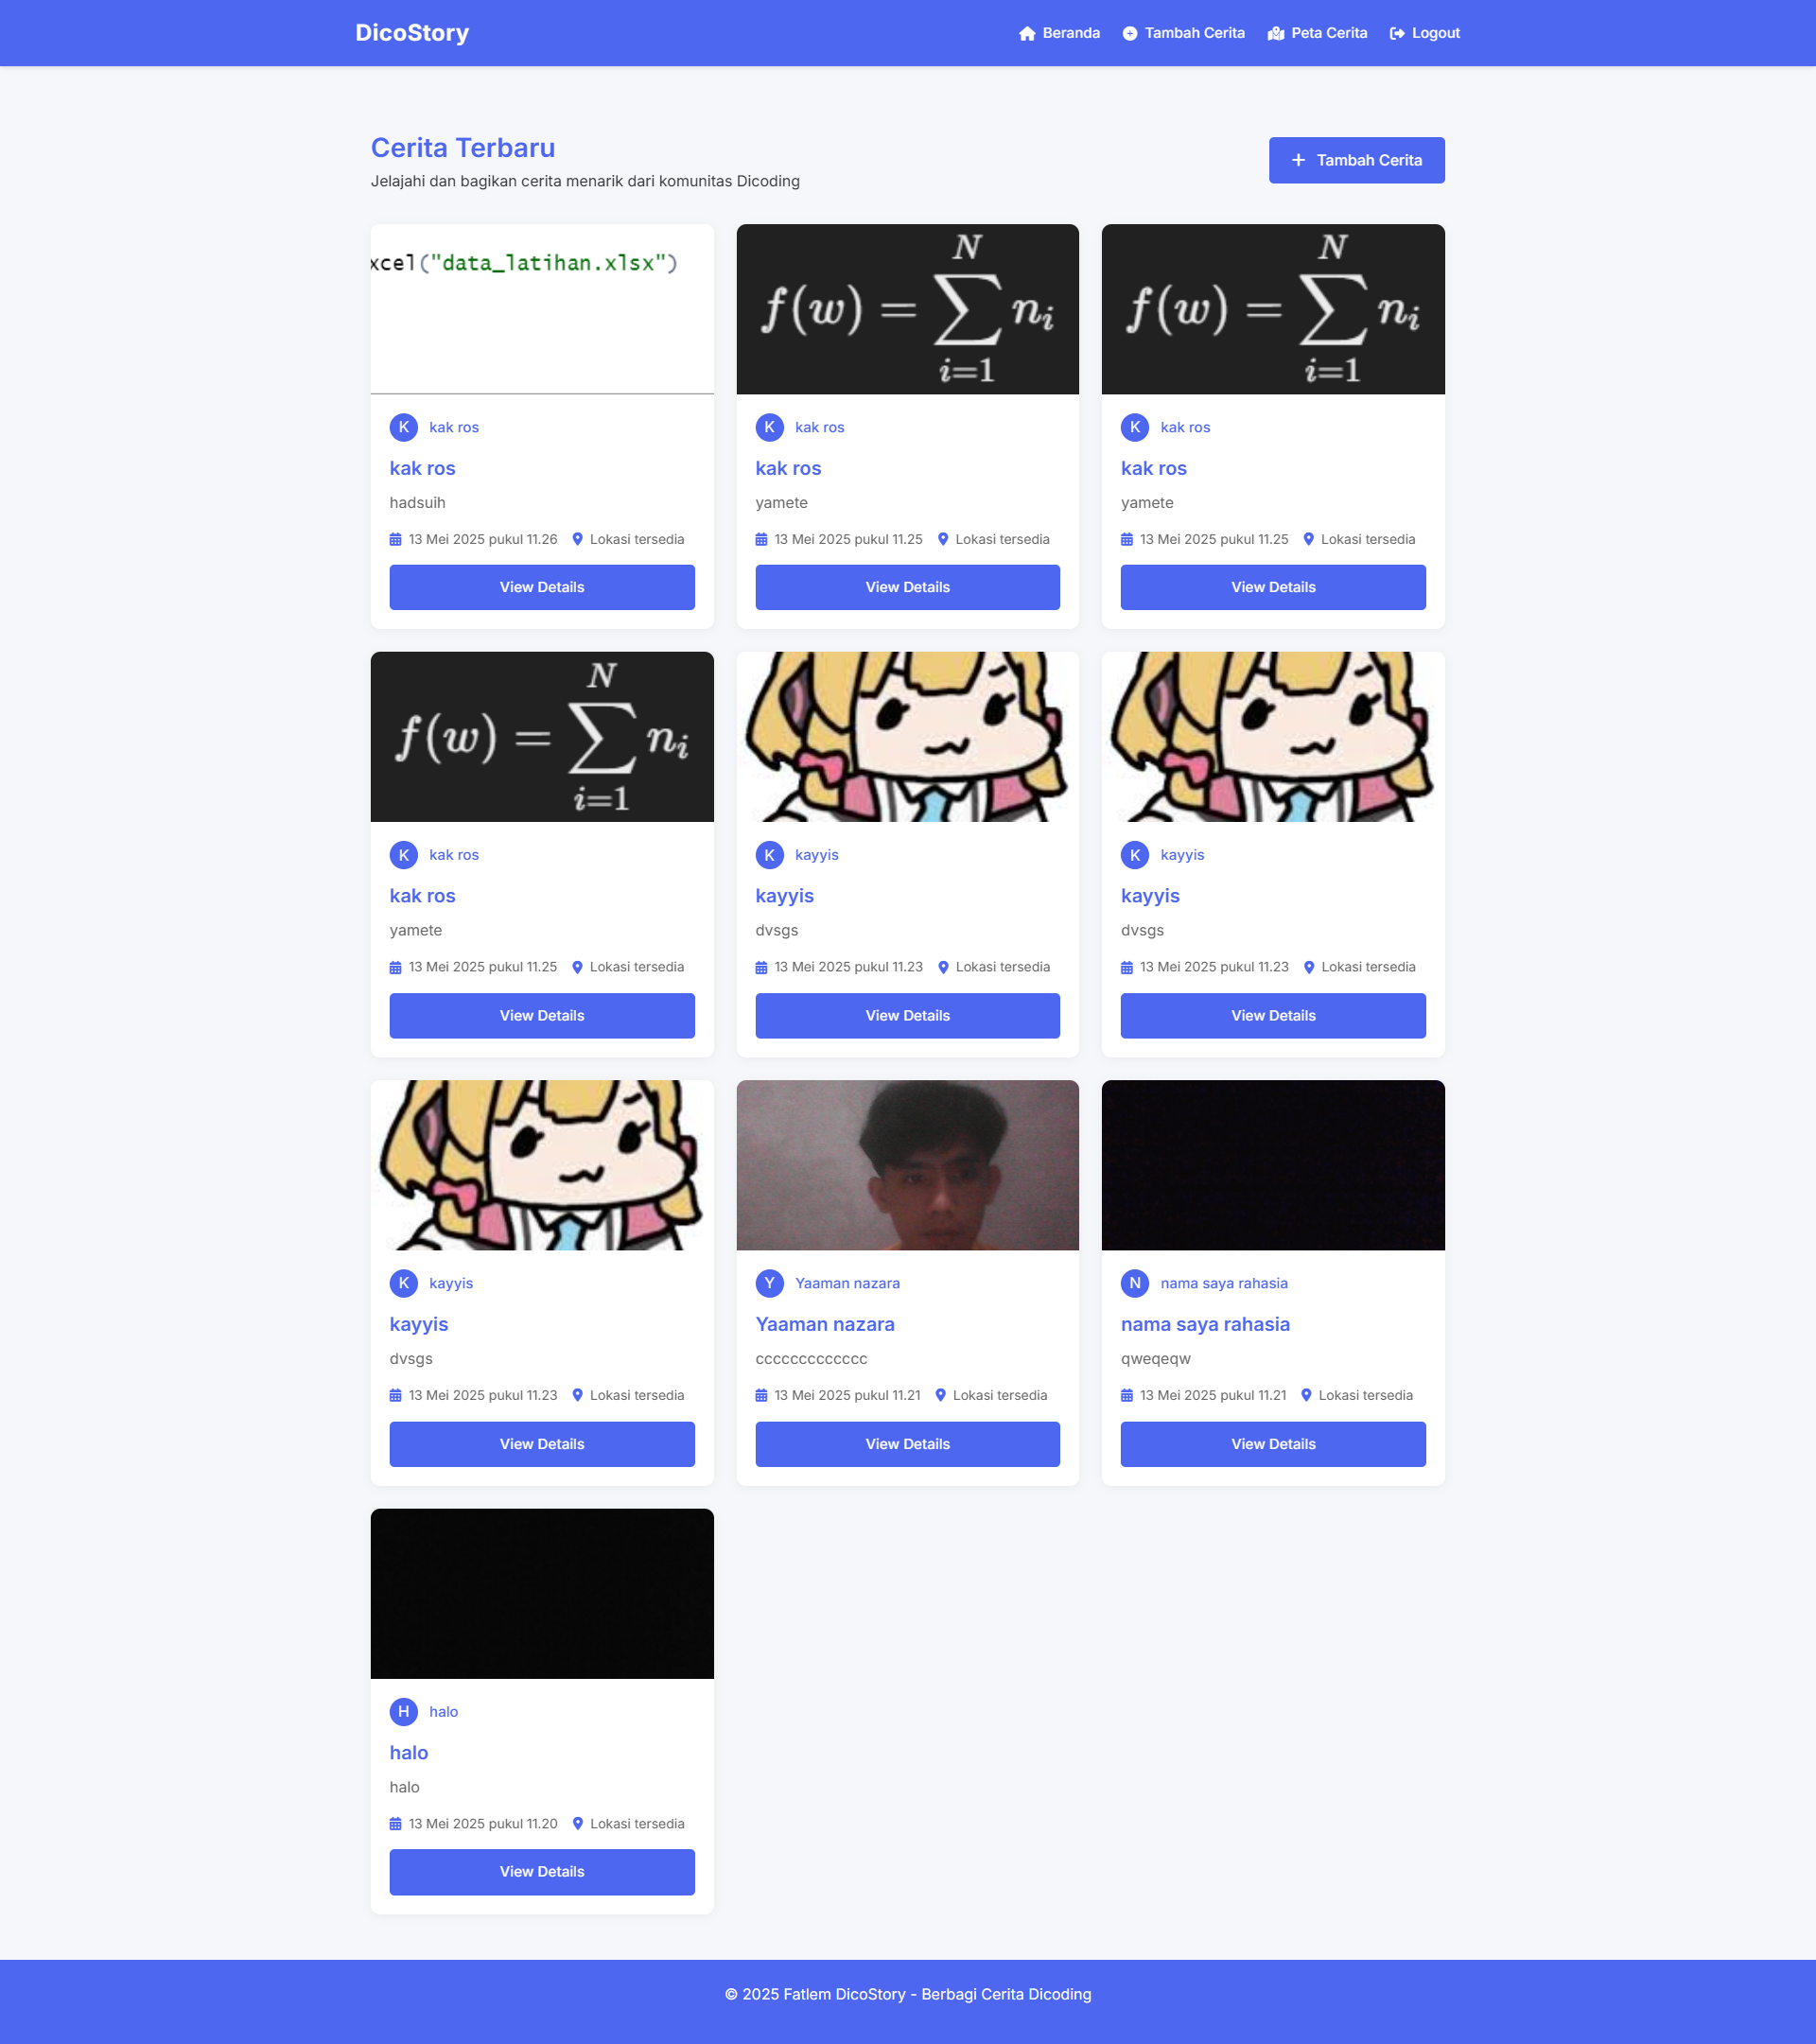 DicoStory
Beranda
Tambah Cerita
Peta Cerita
Logout
Cerita Terbaru
Jelajahi dan bagikan cerita menarik dari komunitas Dicoding
+ Tambah Cerita
xcel("data_latihan.xlsx")
K kak ros
kak ros
hadsuih
13 Mei 2025 pukul 11.26 Lokasi tersedia
View Details
f(w) = \sum_{i=1}^{N} n_i
K kak ros
kak ros
yamete
13 Mei 2025 pukul 11.25 Lokasi tersedia
View Details
f(w) = \sum_{i=1}^{N} n_i
K kak ros
kak ros
yamete
13 Mei 2025 pukul 11.25 Lokasi tersedia
View Details
f(w) = \sum_{i=1}^{N} n_i
K kak ros
kak ros
yamete
13 Mei 2025 pukul 11.25 Lokasi tersedia
View Details
K kayyis
kayyis
dvsgs
13 Mei 2025 pukul 11.23 Lokasi tersedia
View Details
K kayyis
kayyis
dvsgs
13 Mei 2025 pukul 11.23 Lokasi tersedia
View Details
K kayyis
kayyis
dvsgs
13 Mei 2025 pukul 11.23 Lokasi tersedia
View Details
Y Yaaman nazara
Yaaman nazara
ccccccccccccc
13 Mei 2025 pukul 11.21 Lokasi tersedia
View Details
N nama saya rahasia
nama saya rahasia
qweqeqw
13 Mei 2025 pukul 11.21 Lokasi tersedia
View Details
H halo
halo
halo
13 Mei 2025 pukul 11.20 Lokasi tersedia
View Details
© 2025 Fatlem DicoStory - Berbagi Cerita Dicoding